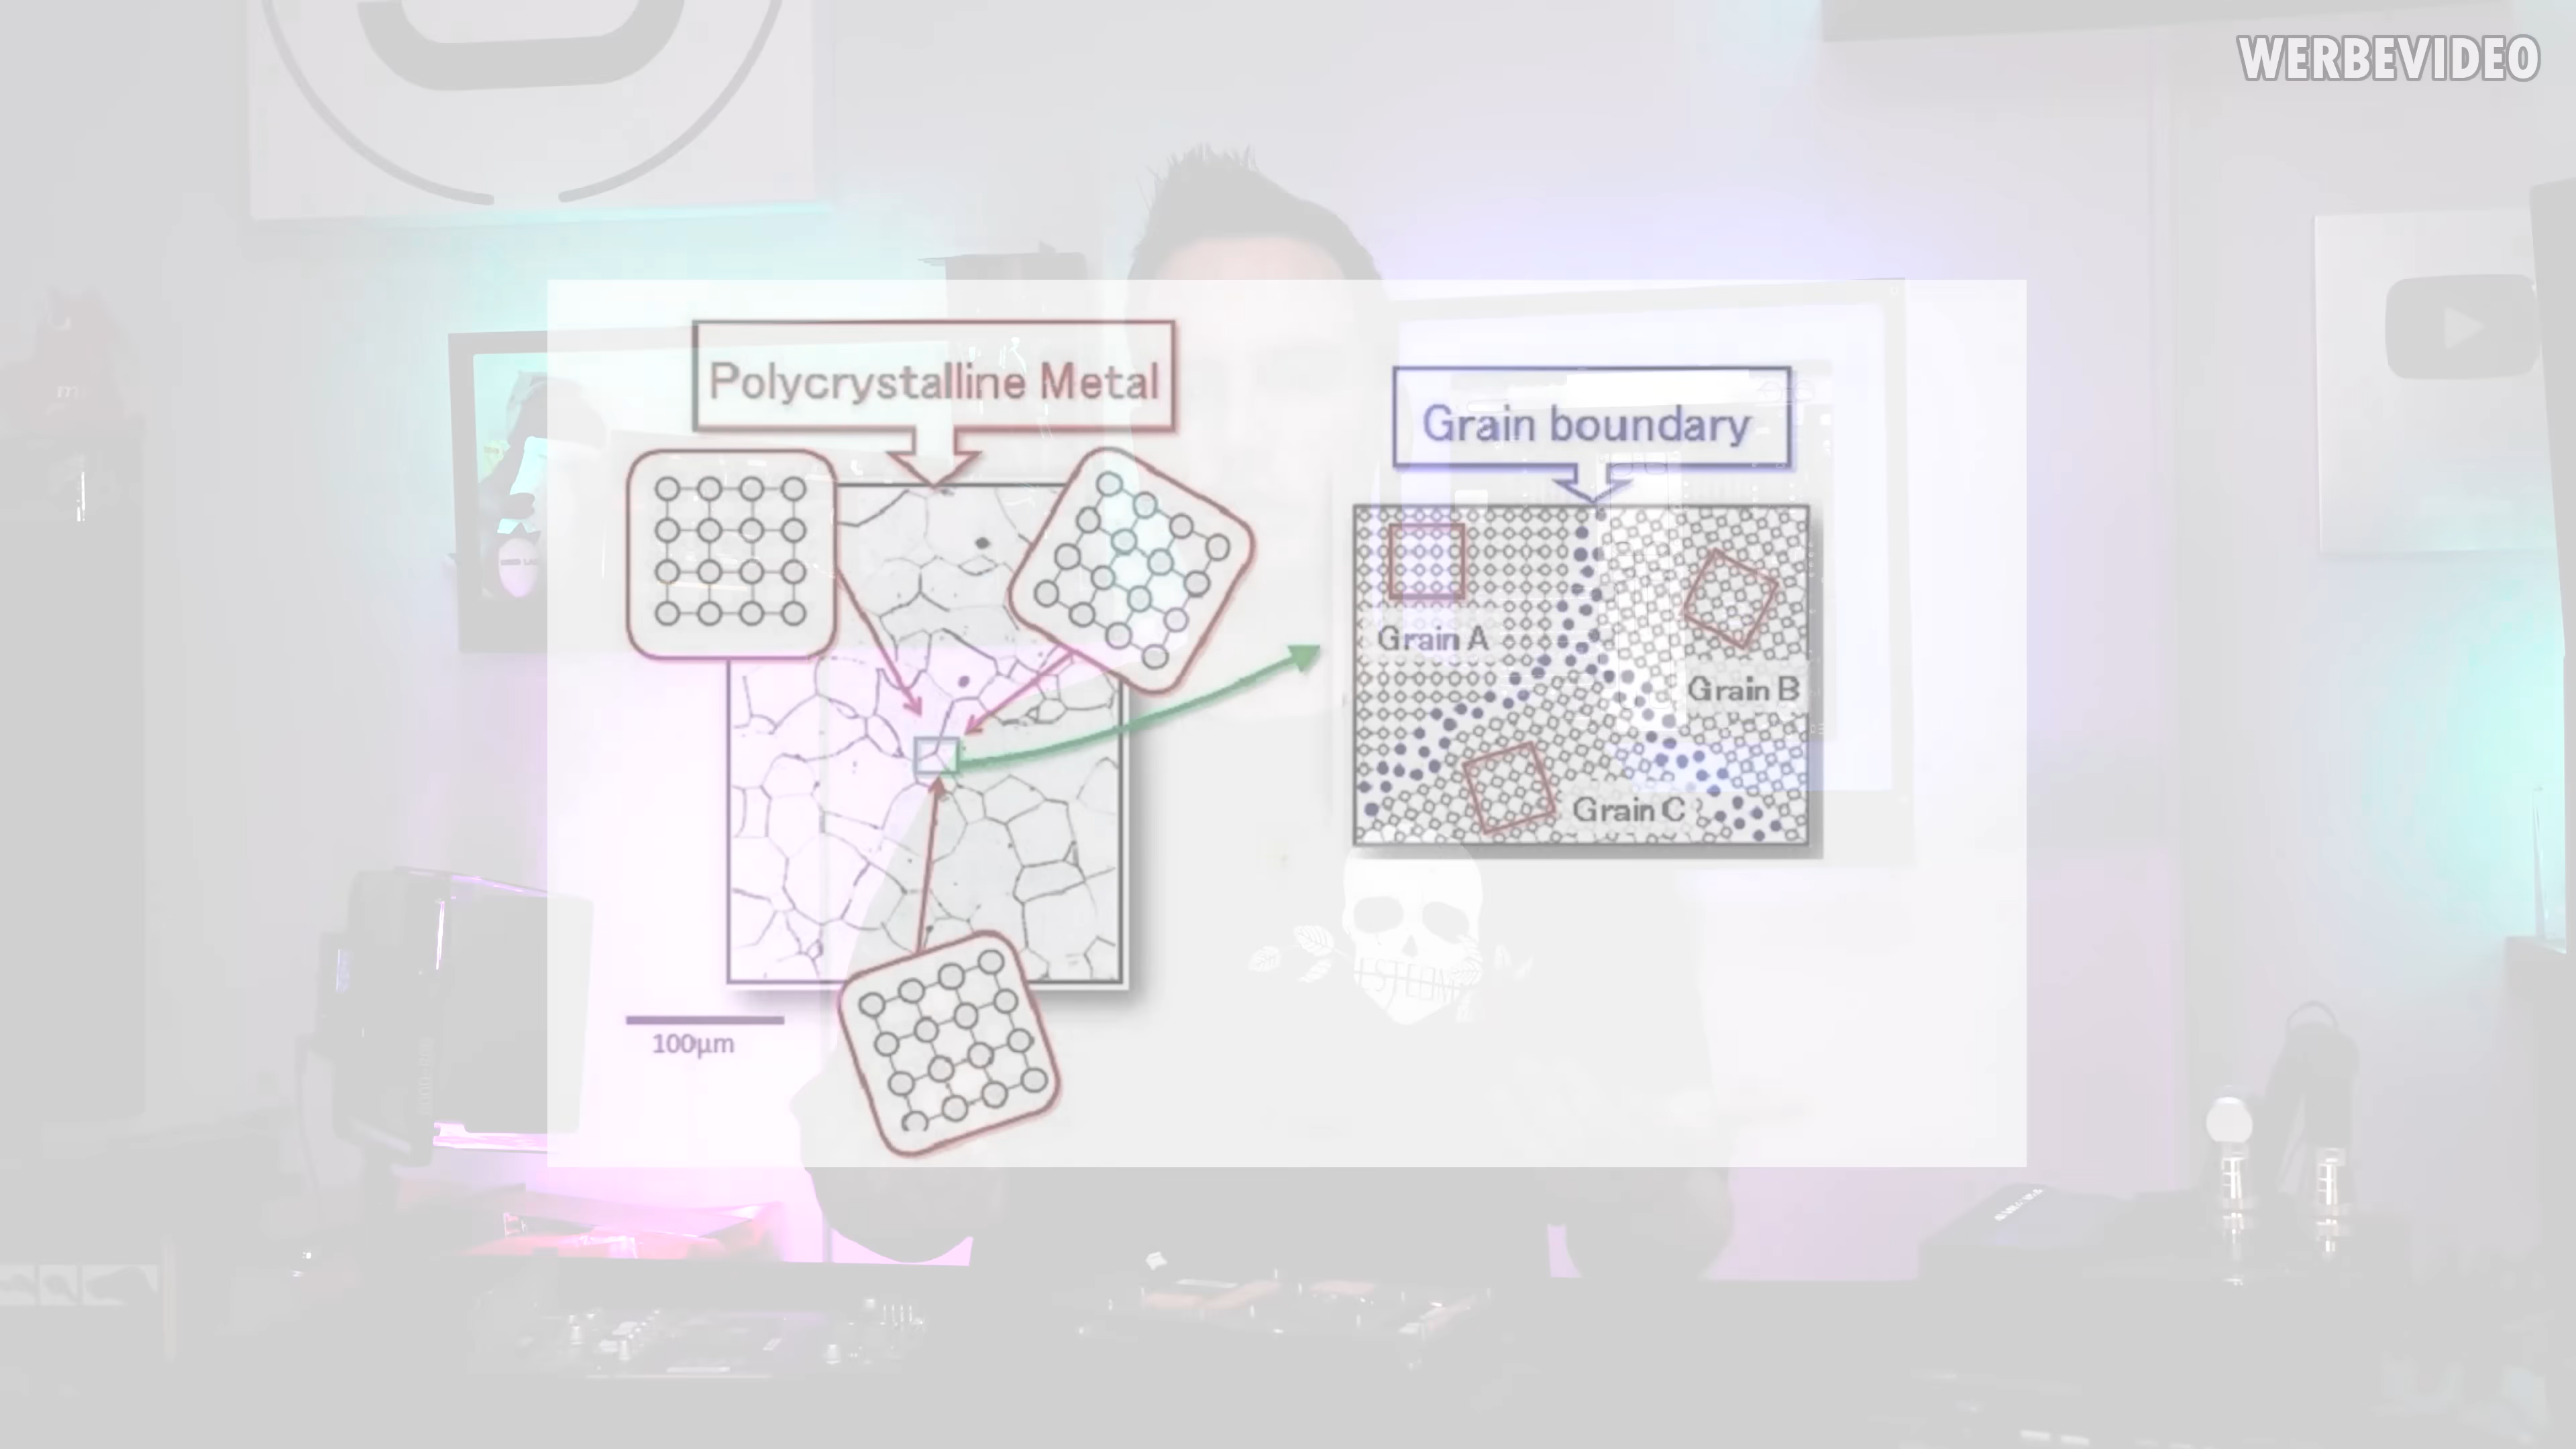 WERBEVIDEO
Polycrystalline Metal
Grain boundary
Grain A
Grain B
Grain C
100µm